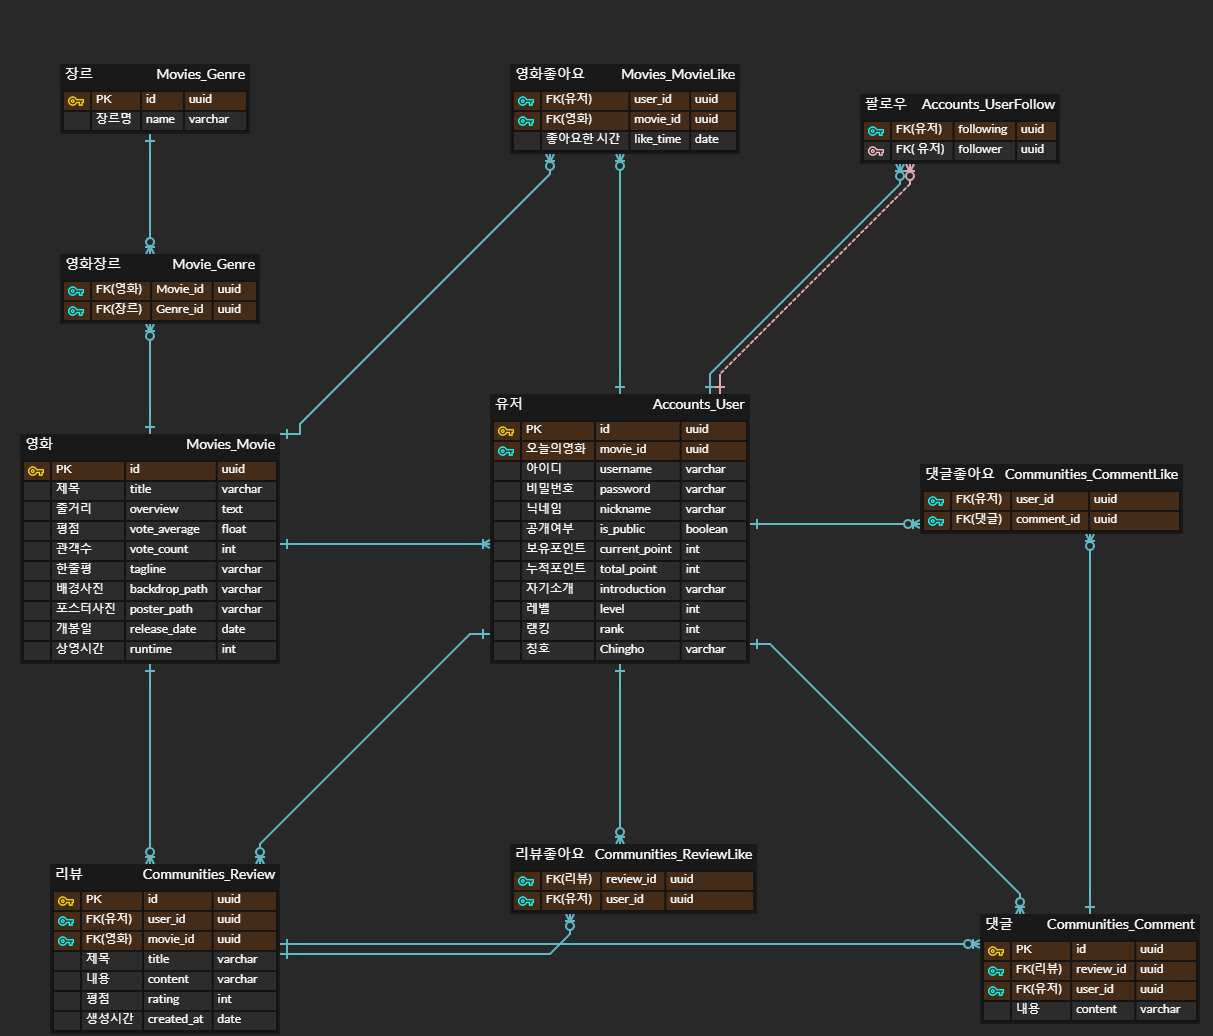 장르 Movies_Genre
PK id uuid
장르명 name varchar
영화좋아요 Movies_MovieLike
FK(유저) user_id uuid
FK(영화) movie_id uuid
좋아요한 시간 like_time date
팔로우 Accounts_UserFollow
FK(유저) following uuid
FK( 유저) follower uuid
영화장르 Movie_Genre
FK(영화) Movie_id uuid
FK(장르) Genre_id uuid
영화 Movies_Movie
PK id uuid
제목 title varchar
줄거리 overview text
평점 vote_average float
관객수 vote_count int
한줄평 tagline varchar
배경사진 backdrop_path varchar
포스터사진 poster_path varchar
개봉일 release_date date
상영시간 runtime int
유저 Accounts_User
PK id uuid
오늘의영화 movie_id uuid
아이디 username varchar
비밀번호 password varchar
닉네임 nickname varchar
공개여부 is_public boolean
보유포인트 current_point int
누적포인트 total_point int
자기소개 introduction varchar
레벨 level int
랭킹 rank int
칭호 Chingho varchar
댓글좋아요 Communities_CommentLike
FK(유저) user_id uuid
FK(댓글) comment_id uuid
리뷰 Communities_Review
PK id uuid
FK(유저) user_id uuid
FK(영화) movie_id uuid
제목 title varchar
내용 content varchar
평점 rating int
생성시간 created_at date
리뷰좋아요 Communities_ReviewLike
FK(리뷰) review_id uuid
FK(유저) user_id uuid
댓글 Communities_Comment
PK id uuid
FK(리뷰) review_id uuid
FK(유저) user_id uuid
내용 content varchar